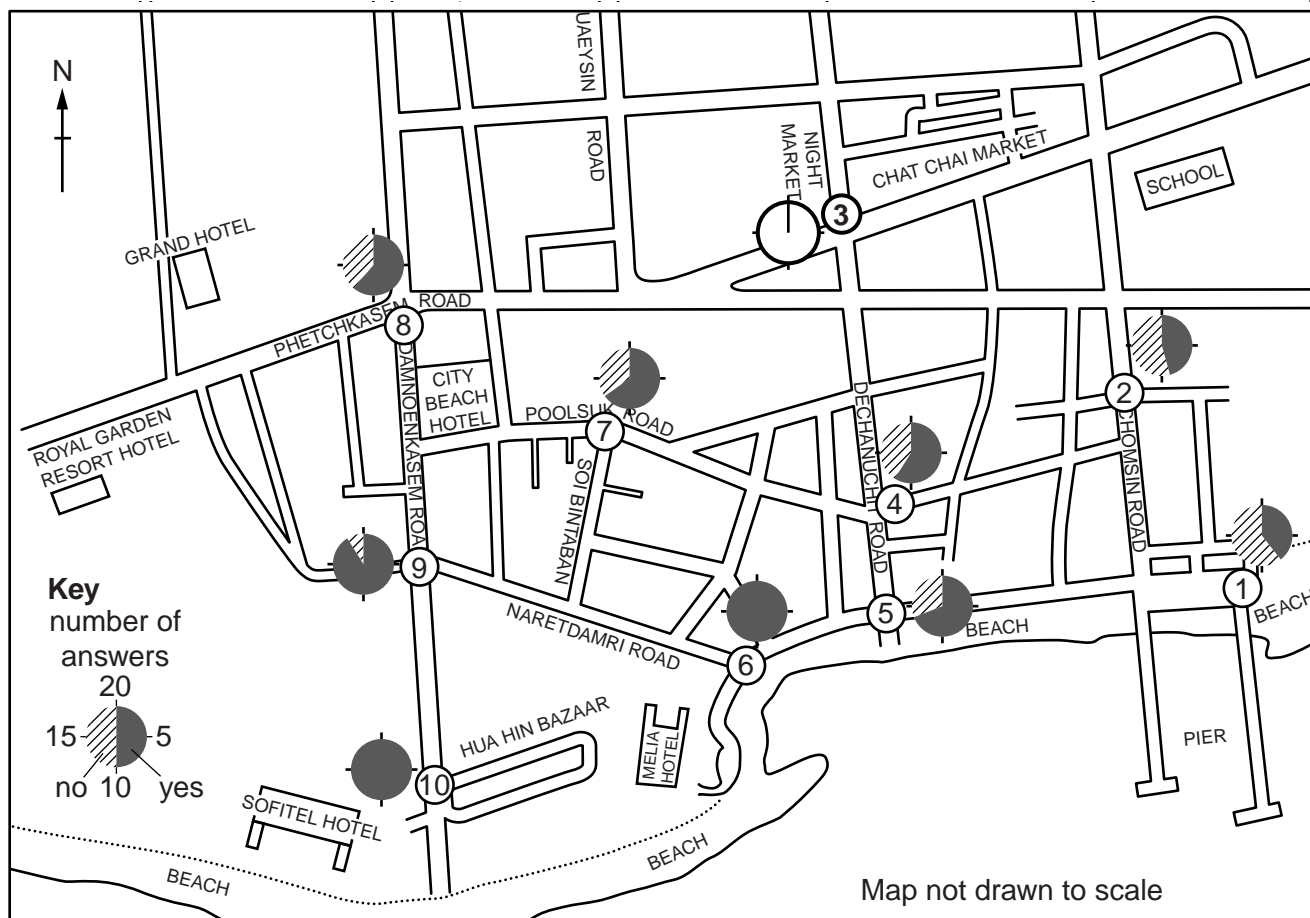 N
UAEYSIN
ROAD
NIGHT
MARKET
CHAT CHAI MARKET
SCHOOL
3
GRAND HOTEL
PHETCHKASEM ROAD
8
DAMNOENKASEM ROA
CITY
BEACH
HOTEL
POOLSUK ROAD
7
DECHANUCHIT ROAD
2
CHOMSIN ROAD
ROYAL GARDEN
RESORT HOTEL
SOI BINTABAN
4
9
1
BEACH
5
BEACH
NARETDAMRI ROAD
6
Key
number of
answers
20
15
5
no
10
yes
HUA HIN BAZAAR
MELIA
HOTEL
PIER
10
SOFITEL HOTEL
BEACH
BEACH
Map not drawn to scale